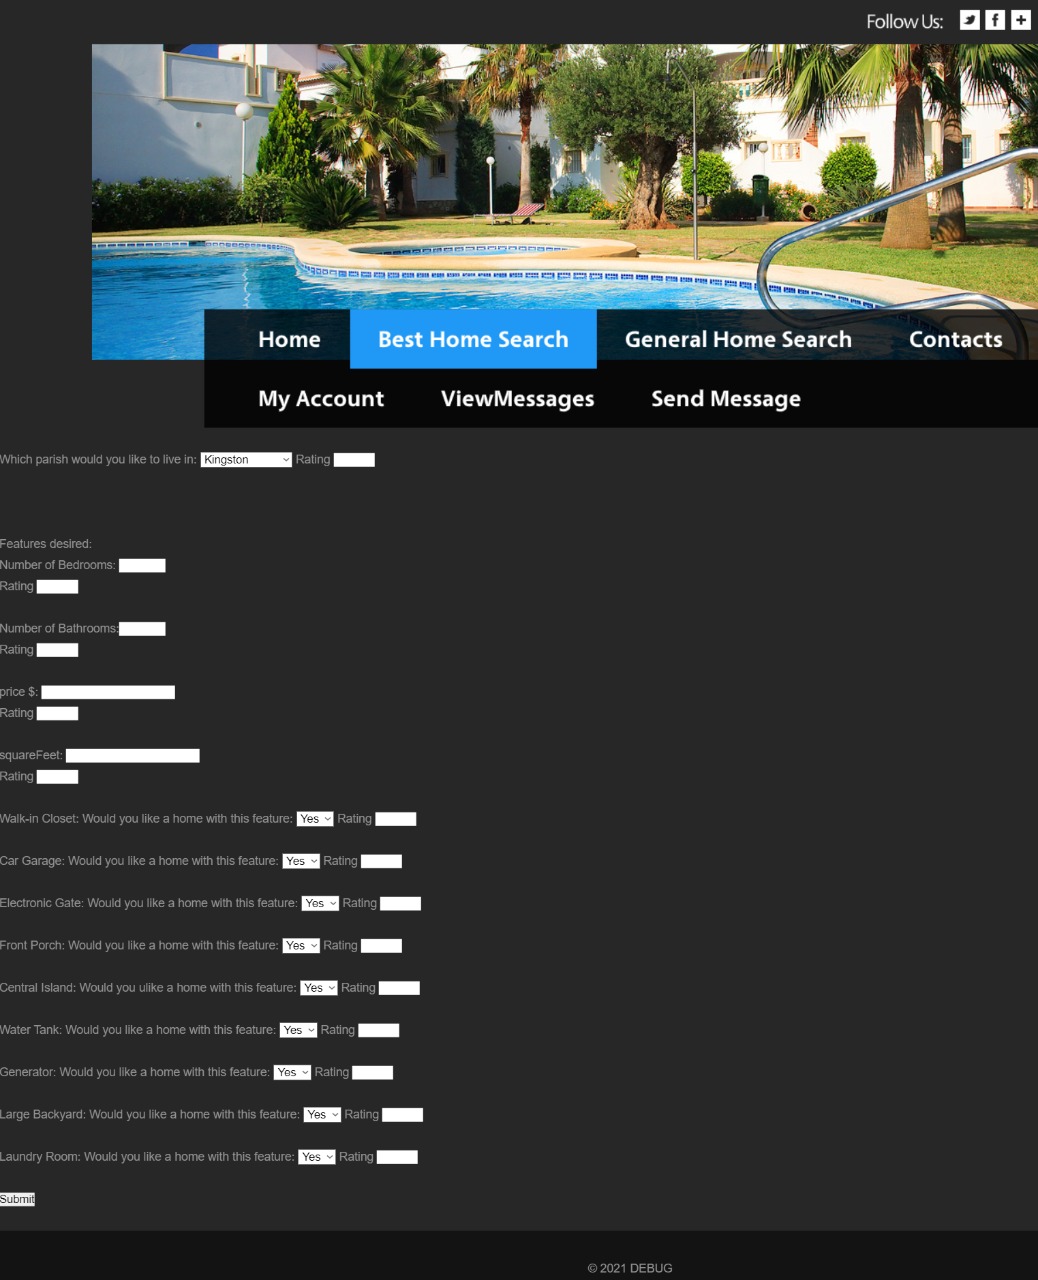 Follow Us:
Home Best Home Search General Home Search Contacts
My Account ViewMessages Send Message
Which parish would you like to live in: Kingston Rating
Features desired:
Number of Bedrooms:
Rating
Number of Bathrooms:
Rating
price $:
Rating
squareFeet:
Rating
Walk-in Closet: Would you like a home with this feature: Yes Rating
Car Garage: Would you like a home with this feature: Yes Rating
Electronic Gate: Would you like a home with this feature: Yes Rating
Front Porch: Would you like a home with this feature: Yes Rating
Central Island: Would you ulike a home with this feature: Yes Rating
Water Tank: Would you like a home with this feature: Yes Rating
Generator: Would you like a home with this feature: Yes Rating
Large Backyard: Would you like a home with this feature: Yes Rating
Laundry Room: Would you like a home with this feature: Yes Rating
Submit
© 2021 DEBUG